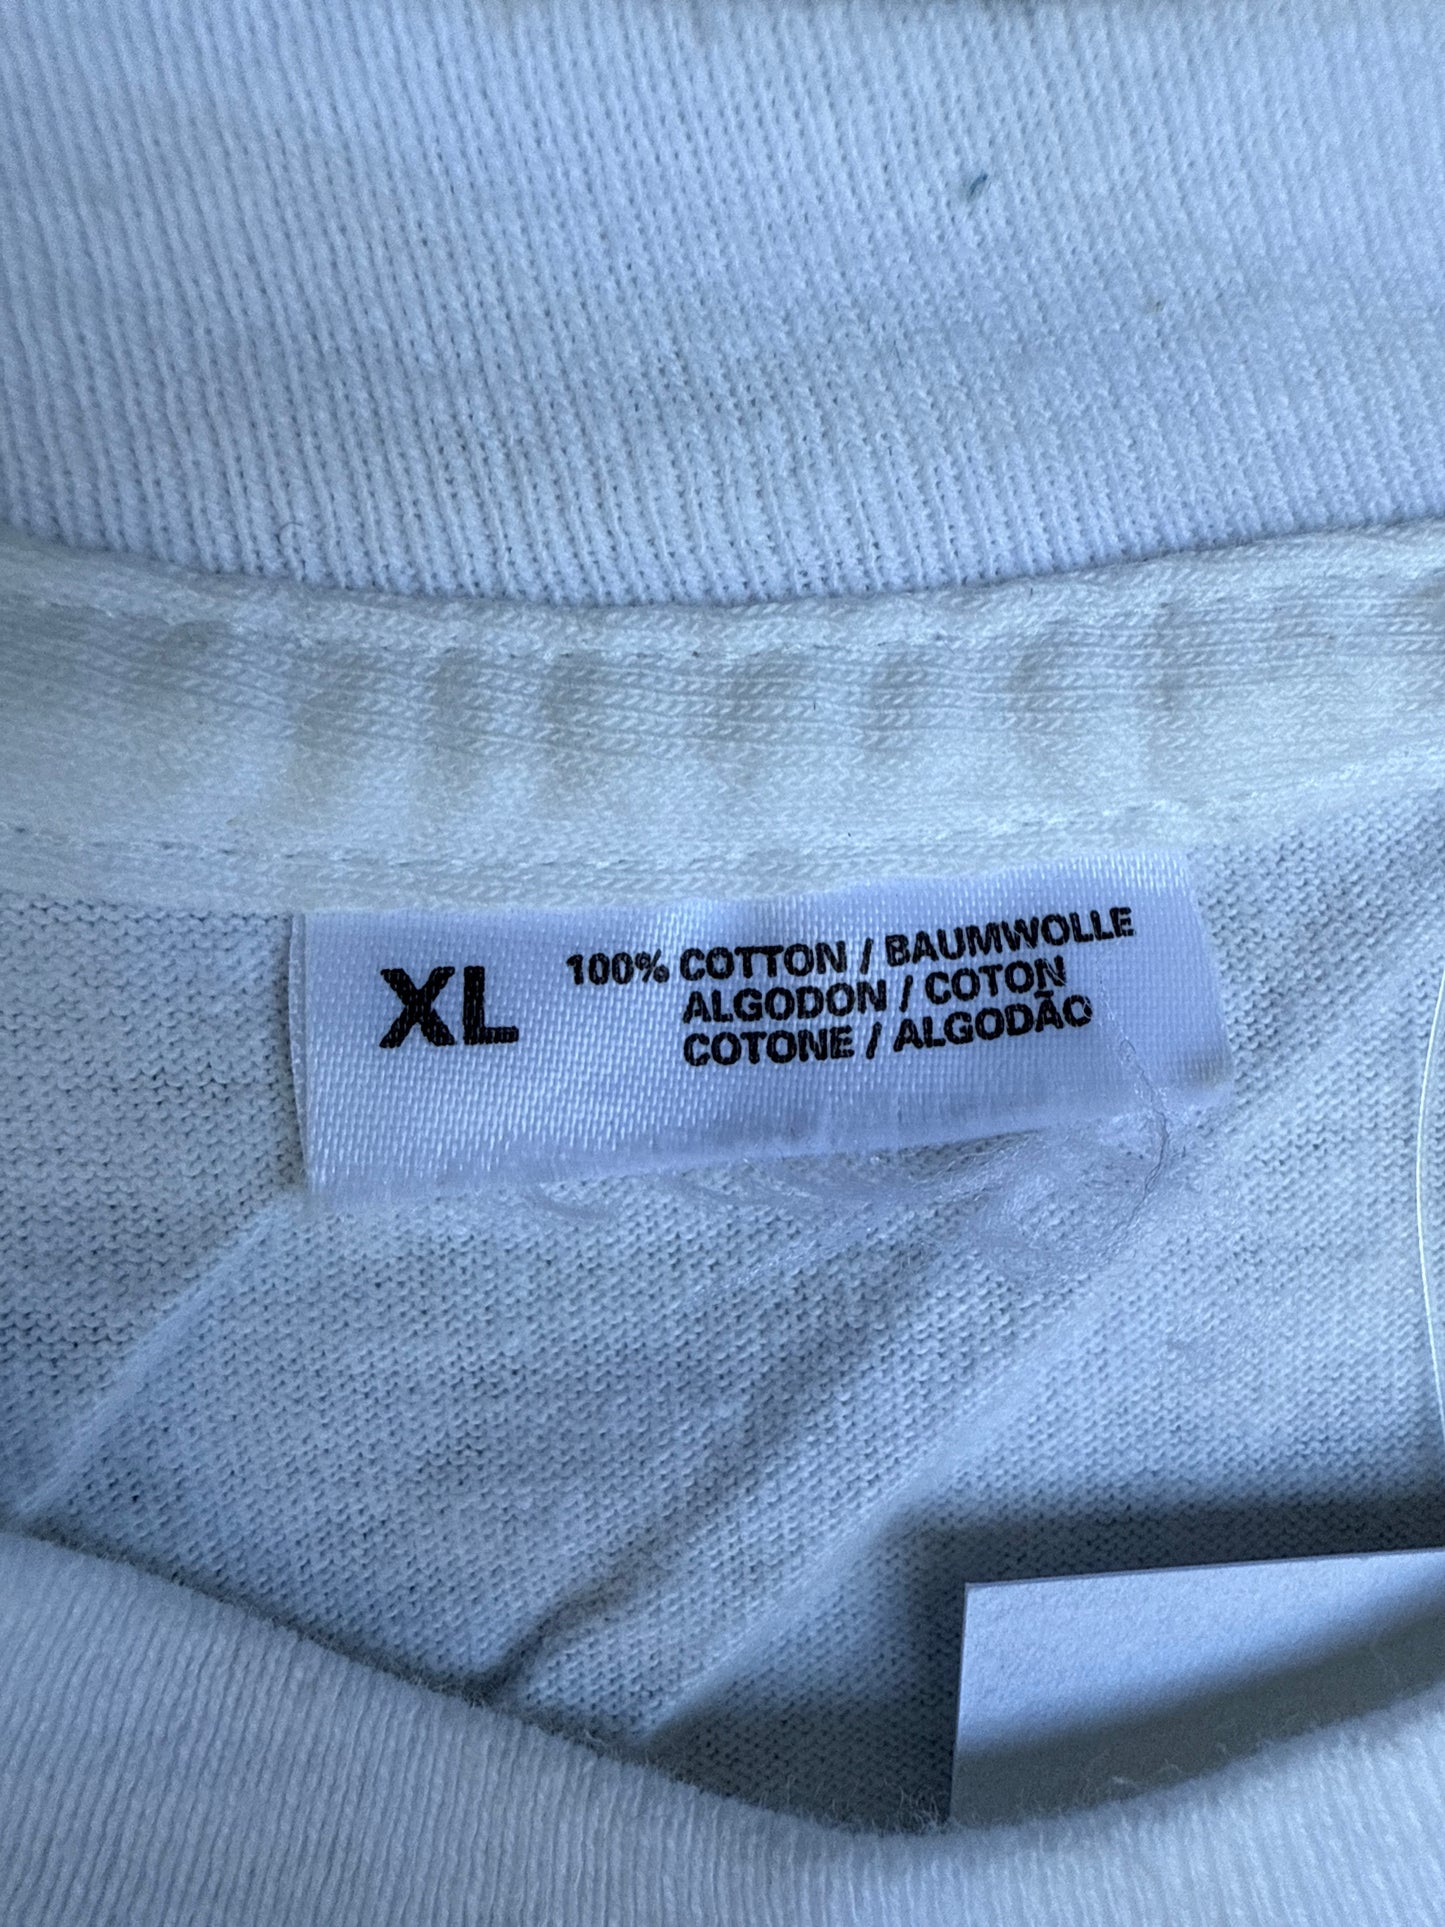 XL
100% COTTON / BAUMWOLLE
ALGODON / COTON
COTONE / ALGODÃO